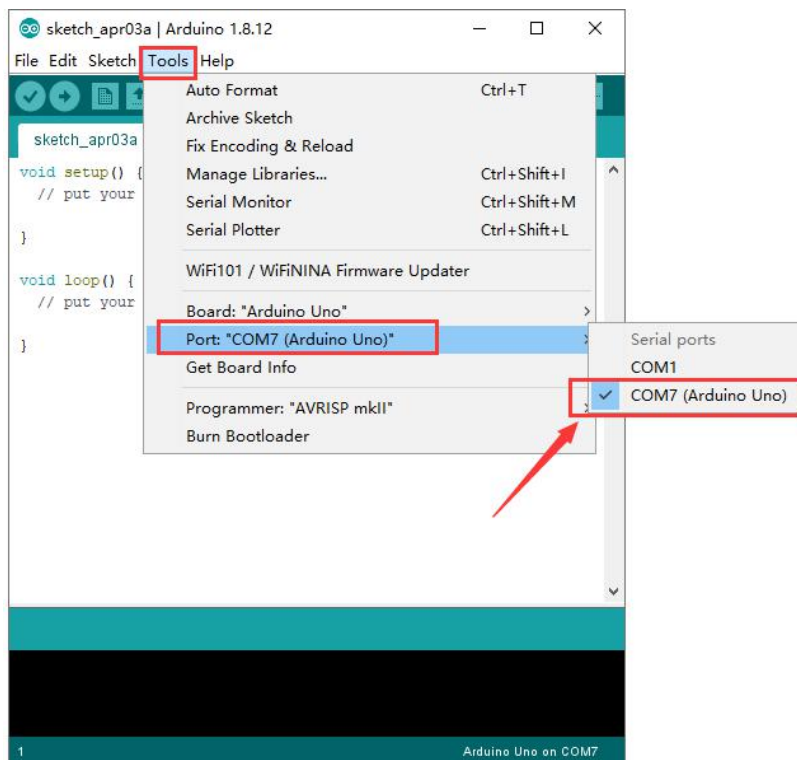 sketch_apr03a | Arduino 1.8.12
File Edit Sketch Tools Help
sketch_apr03a
void setup() {
// put your
}
void loop() {
// put your
}
Auto Format Ctrl+T
Archive Sketch
Fix Encoding & Reload
Manage Libraries... Ctrl+Shift+I
Serial Monitor Ctrl+Shift+M
Serial Plotter Ctrl+Shift+L
WiFi101 / WiFiNINA Firmware Updater
Board: "Arduino Uno"
Port: "COM7 (Arduino Uno)"
Get Board Info
Programmer: "AVRISP mkII"
Burn Bootloader
Serial ports
COM1
COM7 (Arduino Uno)
1 Arduino Uno on COM7